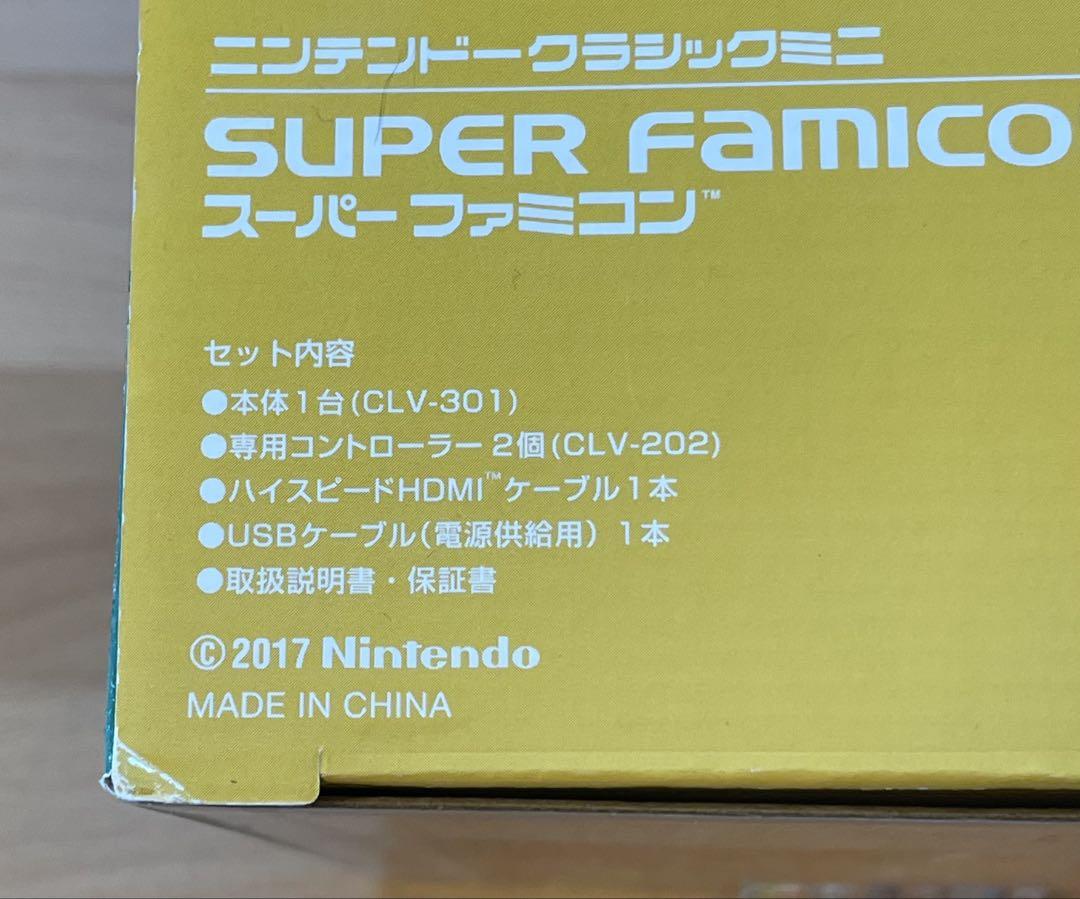 ニンテンドークラシックミニ
SUPER FAMICO
スーパーファミコン™
セット内容
●本体1台(CLV-301)
●専用コントローラー2個(CLV-202)
●ハイスピードHDMI™ケーブル1本
●USBケーブル(電源供給用)1本
●取扱説明書・保証書
©2017 Nintendo
MADE IN CHINA